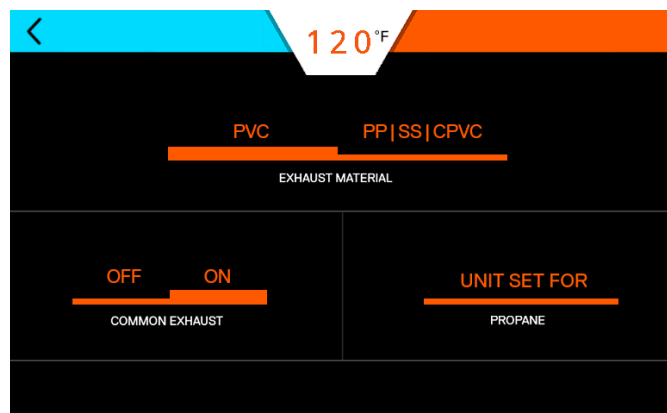 120°F
PVC PP|SS|CPVC
EXHAUST MATERIAL
OFF ON
COMMON EXHAUST
UNIT SET FOR
PROPANE